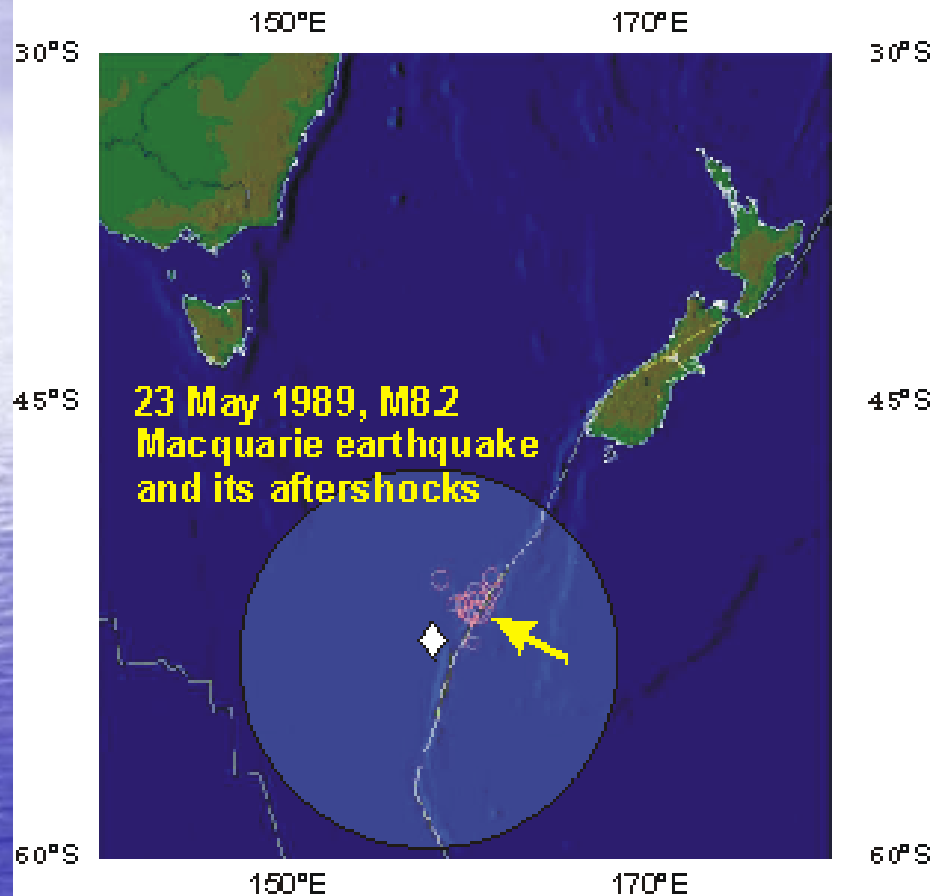 150°E 170°E
30°S 30°S
45°S 45°S
23 May 1989, M8.2
Macquarie earthquake
and its aftershocks
60°S 60°S
150°E 170°E